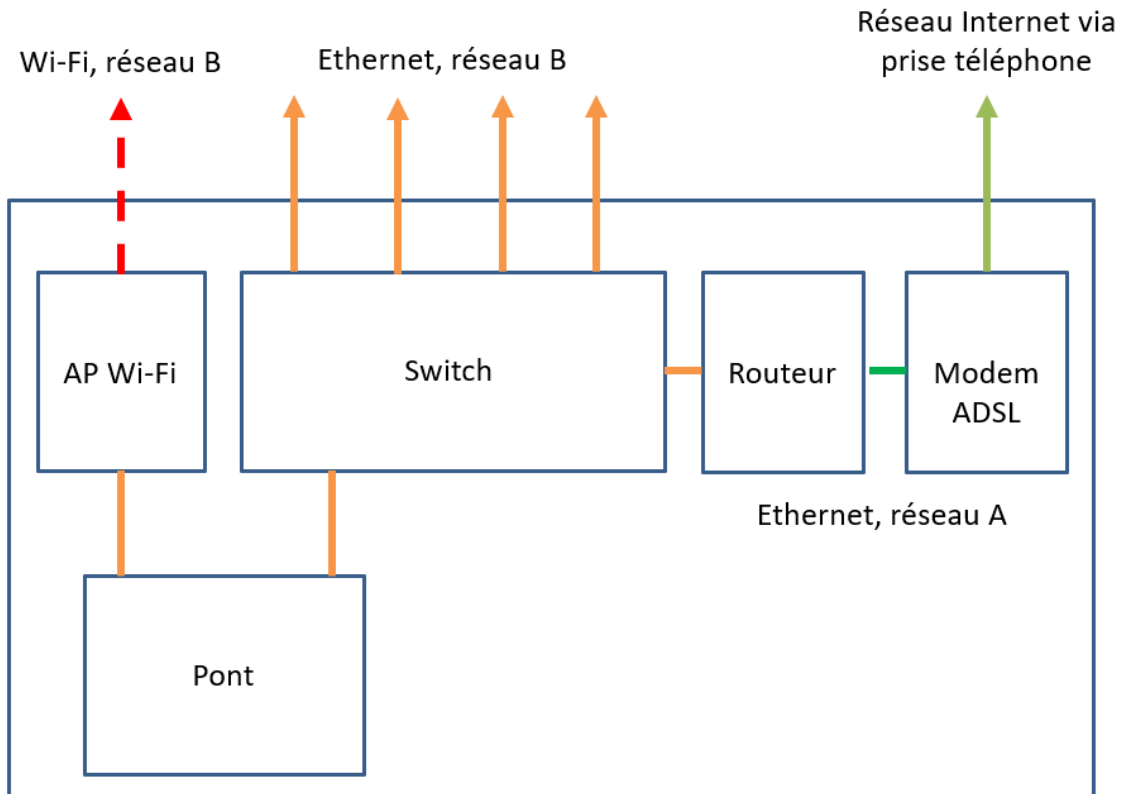 Réseau Internet via
prise téléphone
Wi-Fi, réseau B
Ethernet, réseau B
AP Wi-Fi
Switch
Routeur
Modem
ADSL
Ethernet, réseau A
Pont